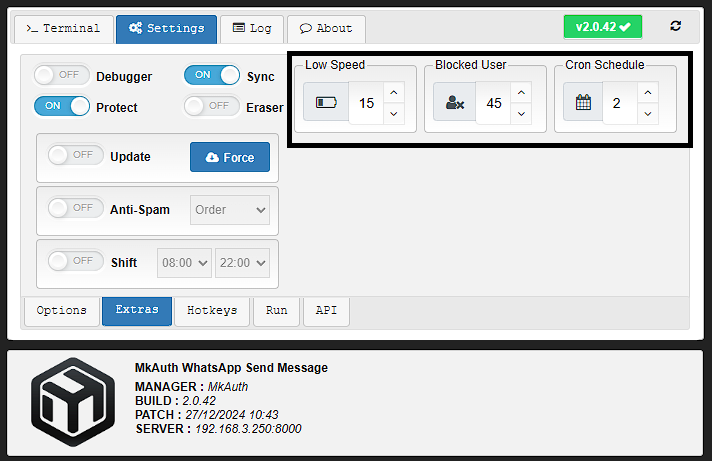 >_ Terminal
Settings
Log
About
v2.0.42
OFF Debugger
ON Sync
ON Protect
OFF Eraser
Low Speed
15
Blocked User
45
Cron Schedule
2
OFF Update
Force
OFF Anti-Spam
Order
OFF Shift
08:00
22:00
Options
Extras
Hotkeys
Run
API
MkAuth WhatsApp Send Message
MANAGER : MkAuth
BUILD : 2.0.42
PATCH : 27/12/2024 10:43
SERVER : 192.168.3.250:8000